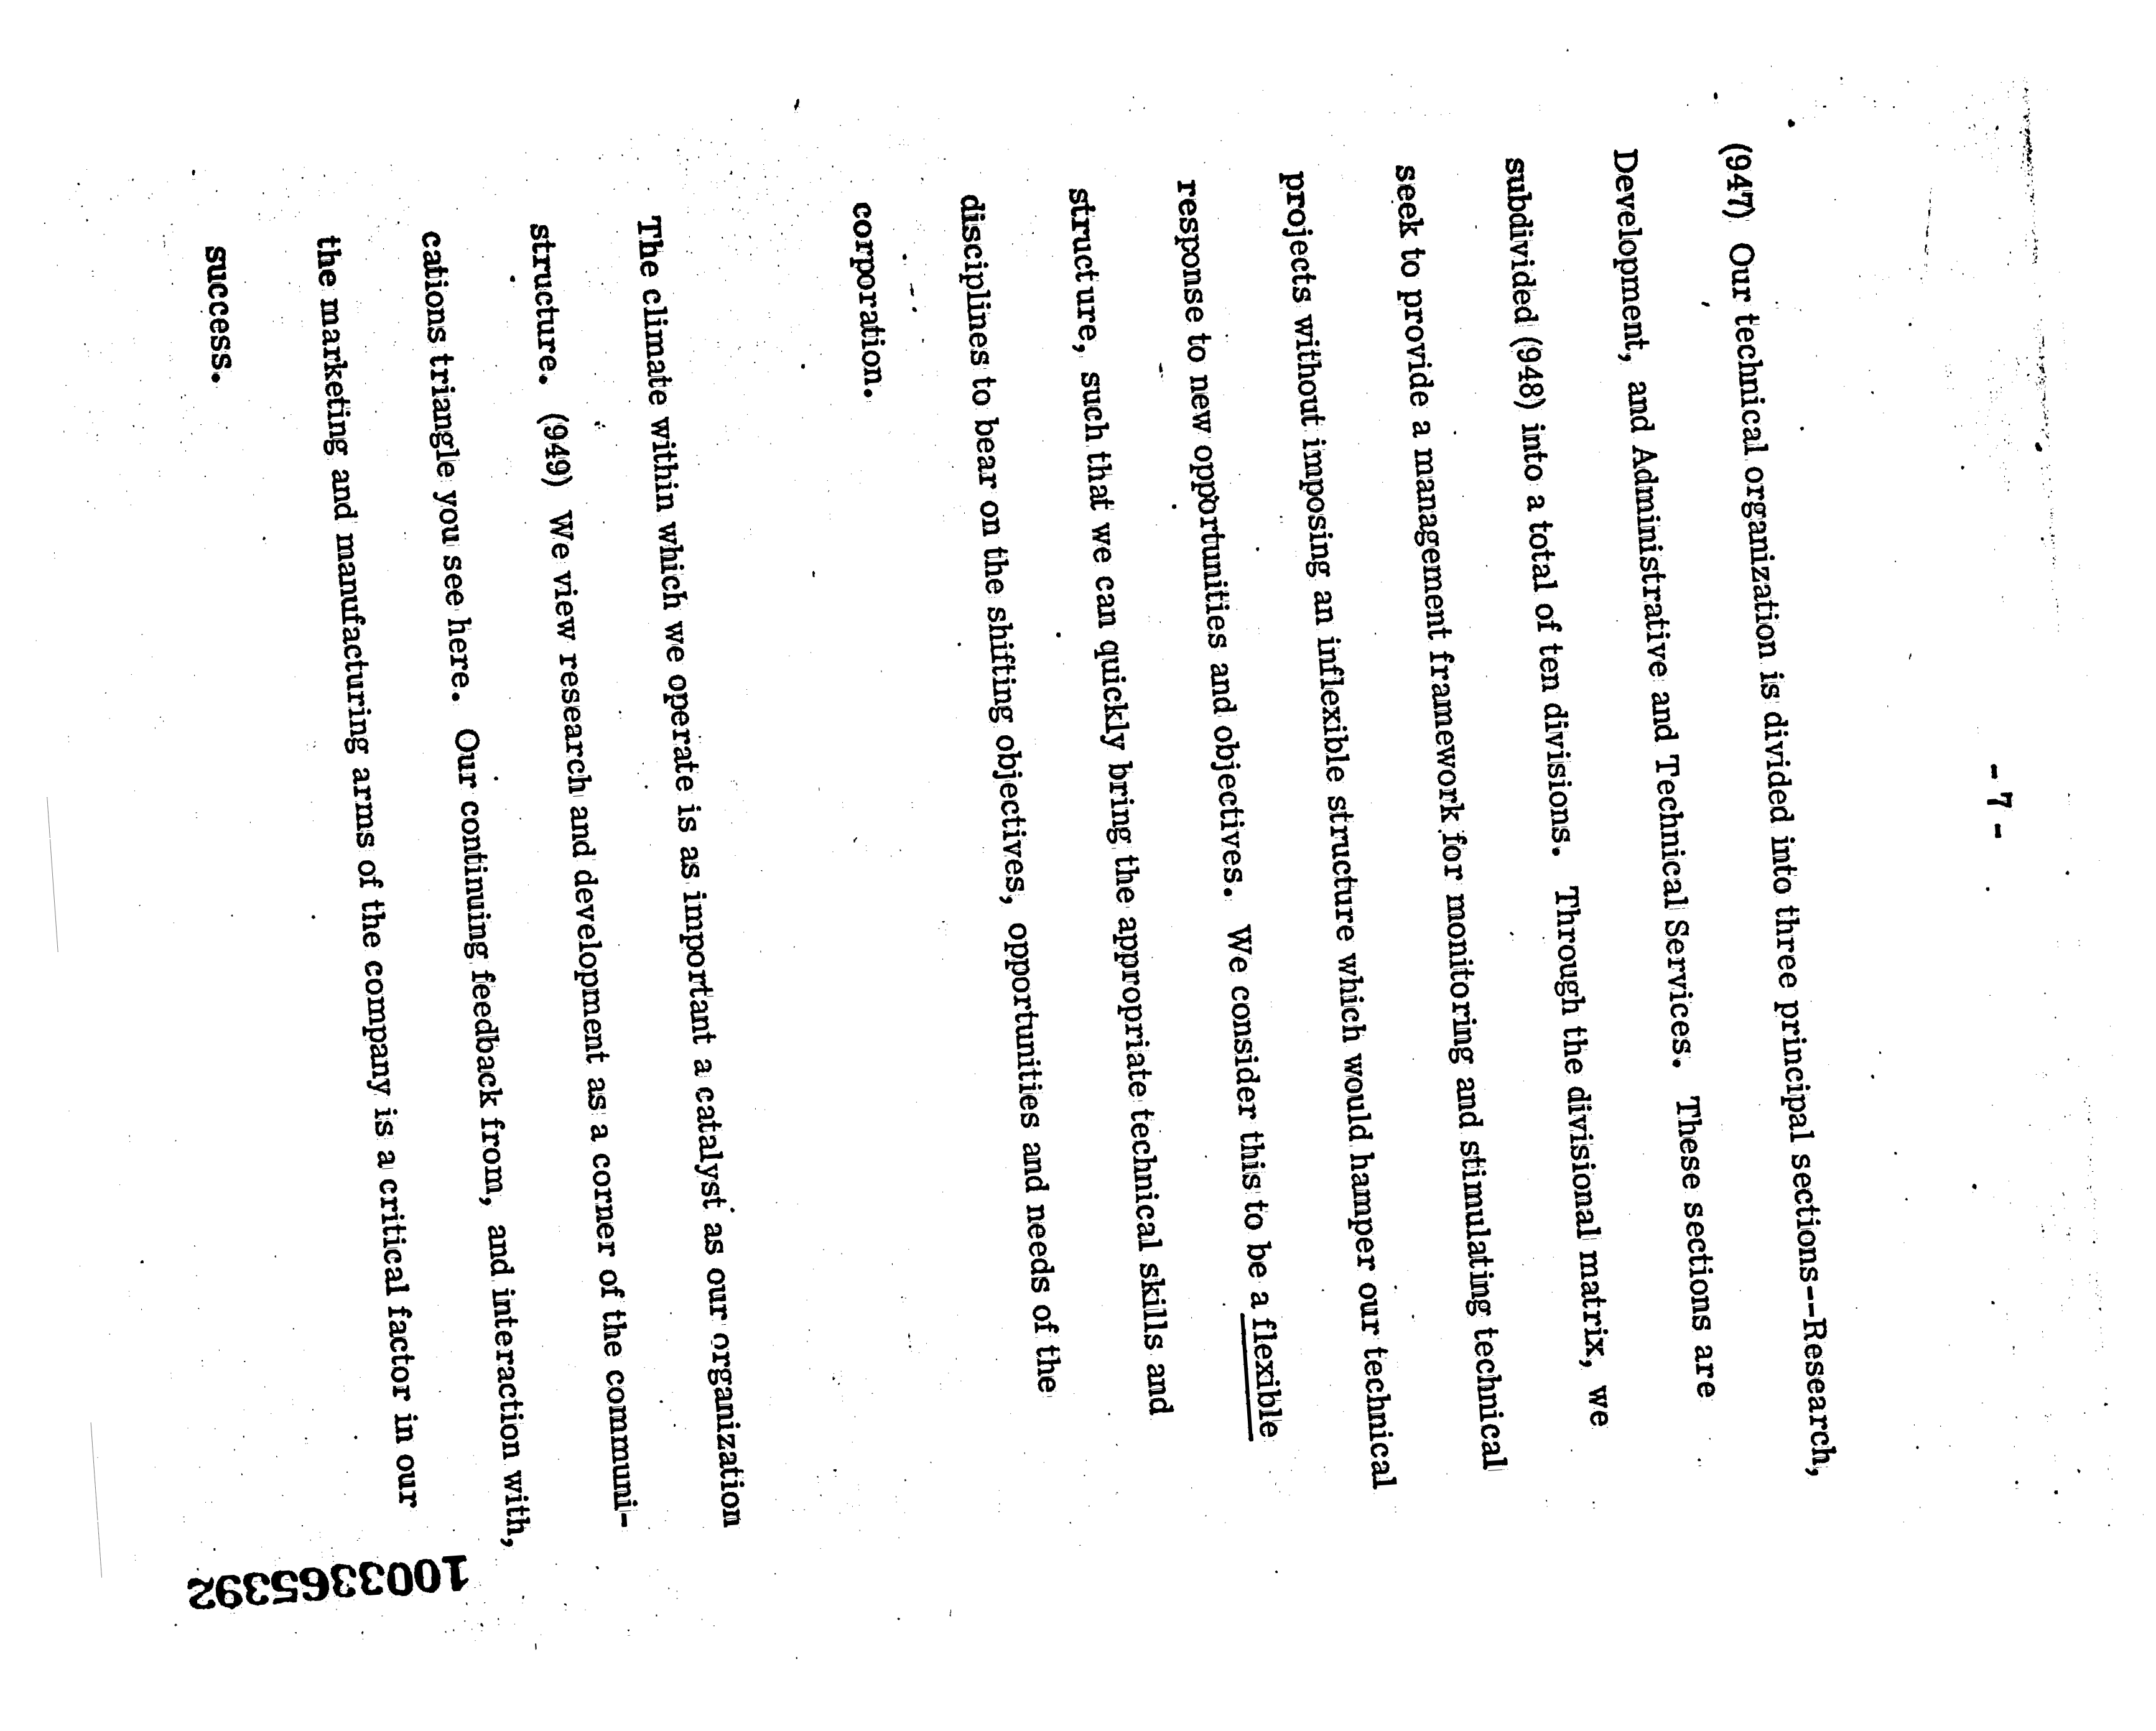 - 7 -
(947) Our technical organization is divided into three principal sections--Research,
Development, and Administrative and Technical Services. These sections are
subdivided (948) into a total of ten divisions. Through the divisional matrix, we
seek to provide a management framework for monitoring and stimulating technical
projects without imposing an inflexible structure which would hamper our technical
response to new opportunities and objectives. We consider this to be a flexible
structure, such that we can quickly bring the appropriate technical skills and
disciplines to bear on the shifting objectives, opportunities and needs of the
corporation.
The climate within which we operate is as important a catalyst as our organization
structure. (949) We view research and development as a corner of the communi-
cations triangle you see here. Our continuing feedback from, and interaction with,
the marketing and manufacturing arms of the company is a critical factor in our
success.
1003365392